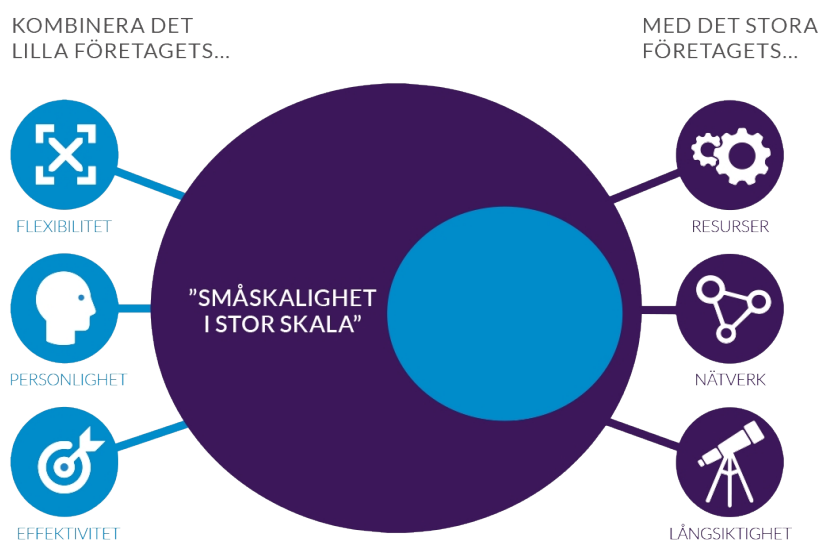 KOMBINERA DET
LILLA FÖRETAGETS...
MED DET STORA
FÖRETAGETS...
FLEXIBILITET
PERSONLIGHET
EFFEKTIVITET
”SMÅSKALIGHET
I STOR SKALA”
RESURSER
NÄTVERK
LÅNGSIKTIGHET